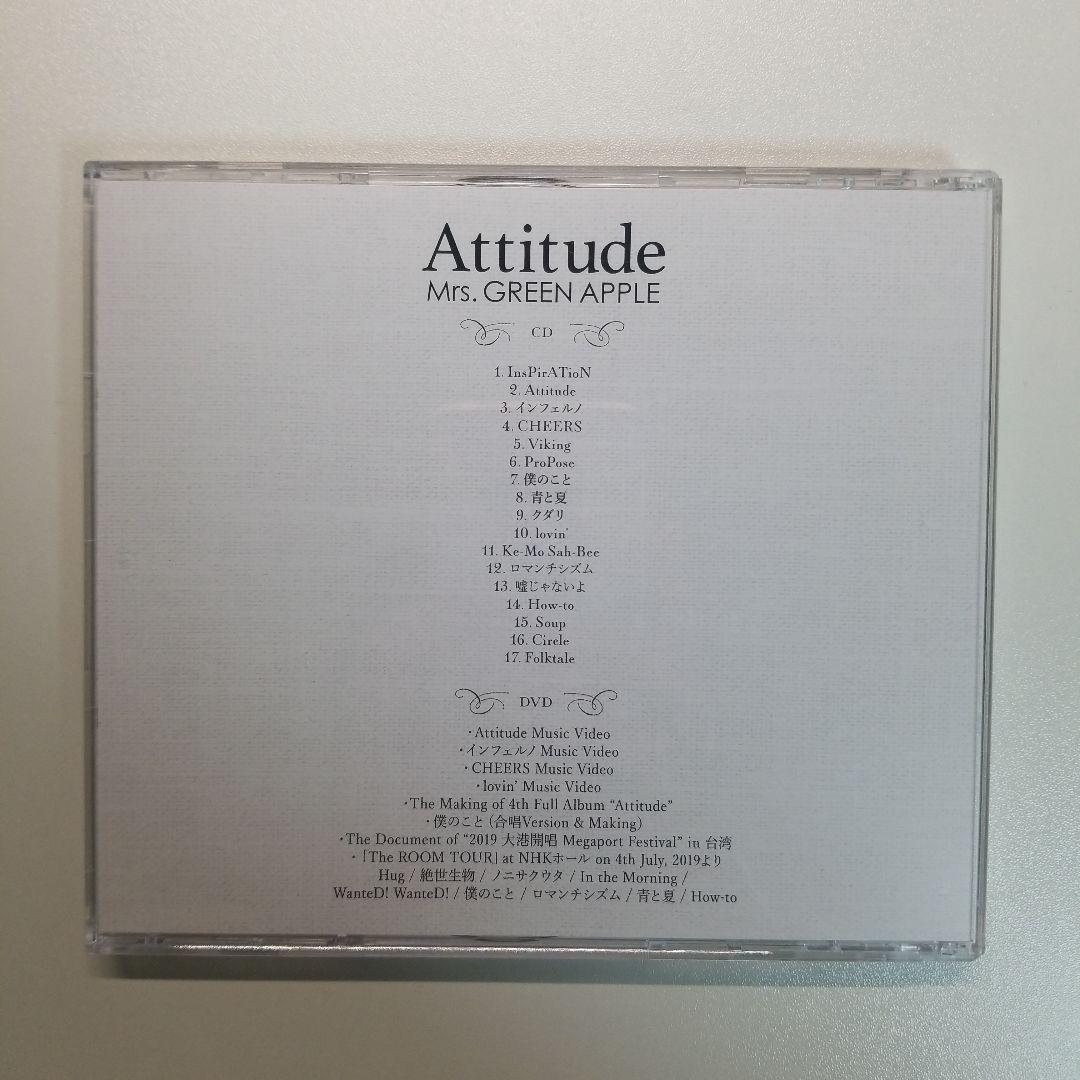 Attitude
Mrs. GREEN APPLE
CD
1. InsPirATioN
2. Attitude
3. インフェルノ
4. CHEERS
5. Viking
6. ProPose
7. 僕のこと
8. 青と夏
9. クダリ
10. lovin'
11. Ke-Mo Sah-Bee
12. ロマンチシズム
13. 嘘じゃないよ
14. How-to
15. Soup
16. Circle
17. Folktale
DVD
・Attitude Music Video
・インフェルノ Music Video
・CHEERS Music Video
・lovin' Music Video
・The Making of 4th Full Album “Attitude”
・僕のこと (合唱Version & Making)
・The Document of “2019 大港開唱 Megaport Festival” in 台湾
・「The ROOM TOUR」 at NHKホール on 4th July, 2019より
Hug / 絶世生物 / ノニサクウタ / In the Morning /
WanteD! WanteD! / 僕のこと / ロマンチシズム / 青と夏 / How-to